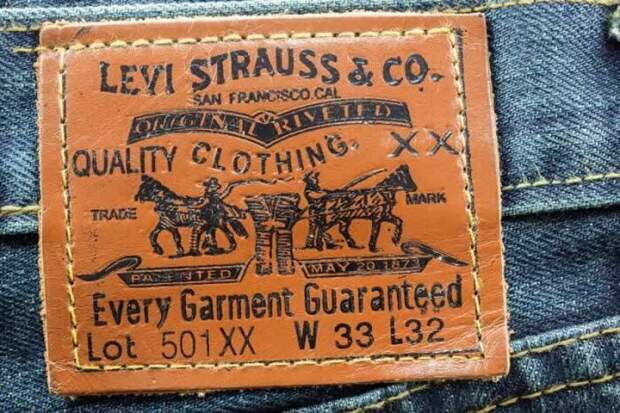 LEVI STRAUSS & CO.
SAN FRANCISCO.CAL
ORIGINAL RIVETED
QUALITY CLOTHING. XX
TRADE MARK
PATENTED MAY 20 1873
Every Garment Guaranteed
Lot 501XX W 33 L32